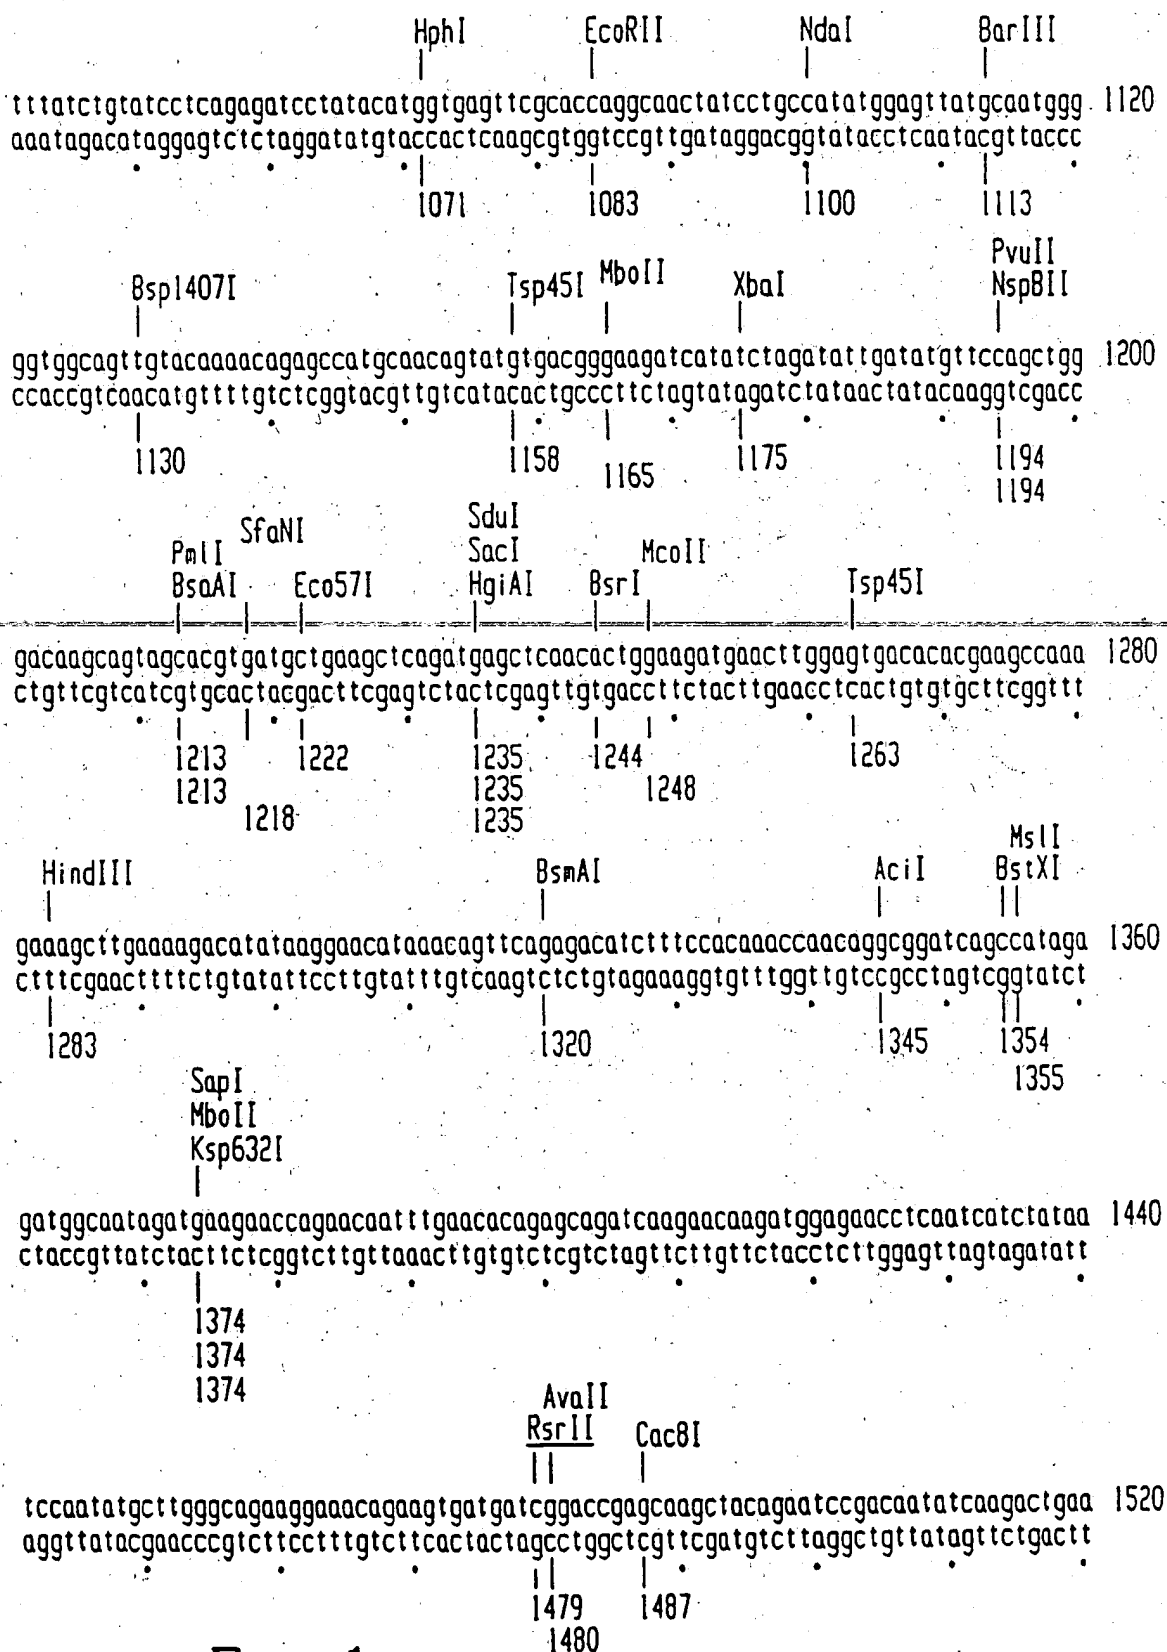 HphI EcoRII NdaI BarIII
tttatctgtatcctcagagatcctatacatggtgagttcgcaccaggcaactatcctgccatatggagttatgcaatggg 1120
aaatagacataggagtctctaggatatgtaccactcaagcgtggtccgttgataggacggtatacctcaatacgttaccc
1071 1083 1100 1113
PvuII
Bsp1407I Tsp45I MboII XbaI NspBII
ggtggcagttgtacaaaacagagccatgcaacagtatgtgacgggaagatcatatctagatattgatatgttccagctgg 1200
ccaccgtcaacatgttttgtctcggtacgttgtcatacactgcccttctagtatagatctataactatacaaggtcgacc
1130 1158 1165 1175 1194
1194
SduI
SfaNI
PmlI SacI McoII
BsaAI Eco57I HgiAI BsrI Tsp45I
gacaagcagtagcacgtgatgctgaagctcagatgagctcaacactggaagatgaacttggagtgacacacgaagccaaa 1280
ctgttcgtcatcgtgcactacgacttcgagtctactcgagttgtgaccttctacttgaacctcactgtgtgcttcggttt
1213 1222 1235 1244 1263
1213 1235 1248
1218 1235
MslI
HindIII BsmAI AciI BstXI
gaaagcttgaaaagacatataaggaacataaacagttcagagacatctttccacaaaccaacaggcggatcagccataga 1360
ctttcgaacttttctgtatattccttgtatttgtcaagtctctgtagaaaggtgtttggttgtccgcctagtcggtatct
1283 1320 1345 1354
1355
SapI
MboII
Ksp632I
gatggcaatagatgaagaaccagaacaatttgaacacagagcagatcaagaacaagatggagaacctcaatcatctataa 1440
ctaccgttatctacttctcggtcttgttaaacttgtgtctcgtctagttcttgttctacctcttggagttagtagatatt
1374
1374
1374
AvaII
RsrII Cac8I
tccaatatgcttgggcagaaggaaacagaagtgatgatcggaccgagcaagctacagaatccgacaatatcaagactgaa 1520
aggttatacgaacccgtcttcctttgtcttcactactagcctggctcgttcgatgtcttaggctgttatagttctgactt
1479 1487
1480